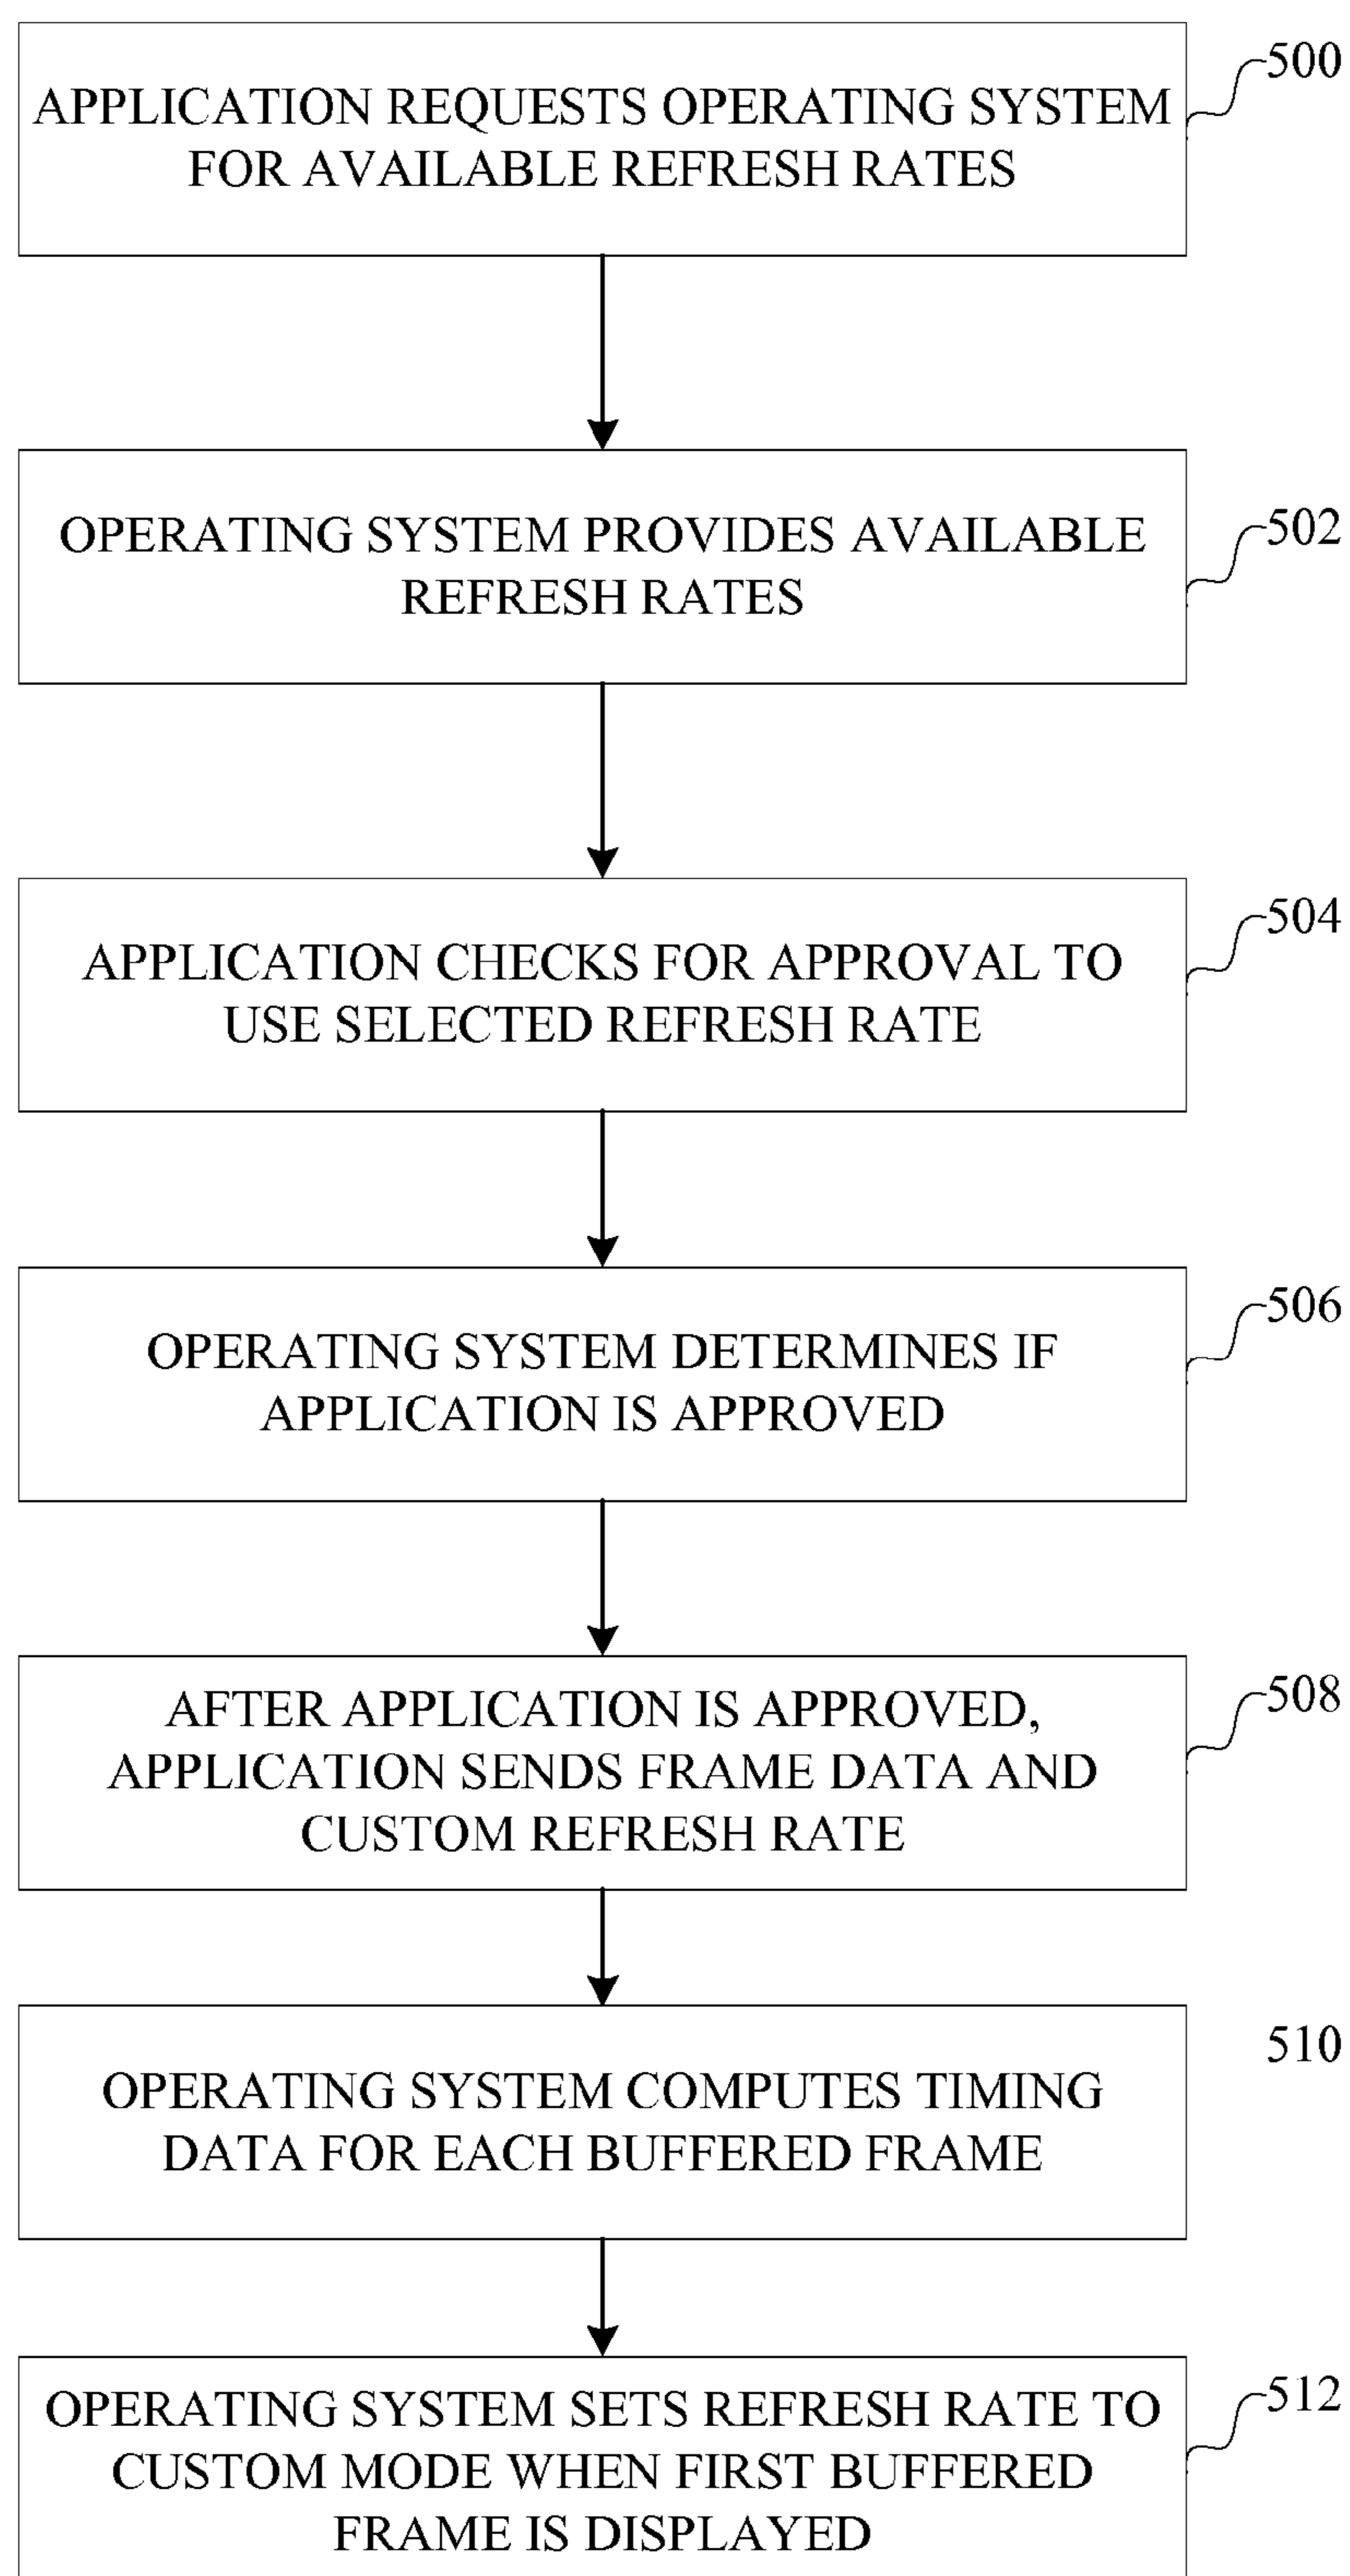 500
APPLICATION REQUESTS OPERATING SYSTEM
FOR AVAILABLE REFRESH RATES
502
OPERATING SYSTEM PROVIDES AVAILABLE
REFRESH RATES
504
APPLICATION CHECKS FOR APPROVAL TO
USE SELECTED REFRESH RATE
506
OPERATING SYSTEM DETERMINES IF
APPLICATION IS APPROVED
508
AFTER APPLICATION IS APPROVED,
APPLICATION SENDS FRAME DATA AND
CUSTOM REFRESH RATE
510
OPERATING SYSTEM COMPUTES TIMING
DATA FOR EACH BUFFERED FRAME
512
OPERATING SYSTEM SETS REFRESH RATE TO
CUSTOM MODE WHEN FIRST BUFFERED
FRAME IS DISPLAYED